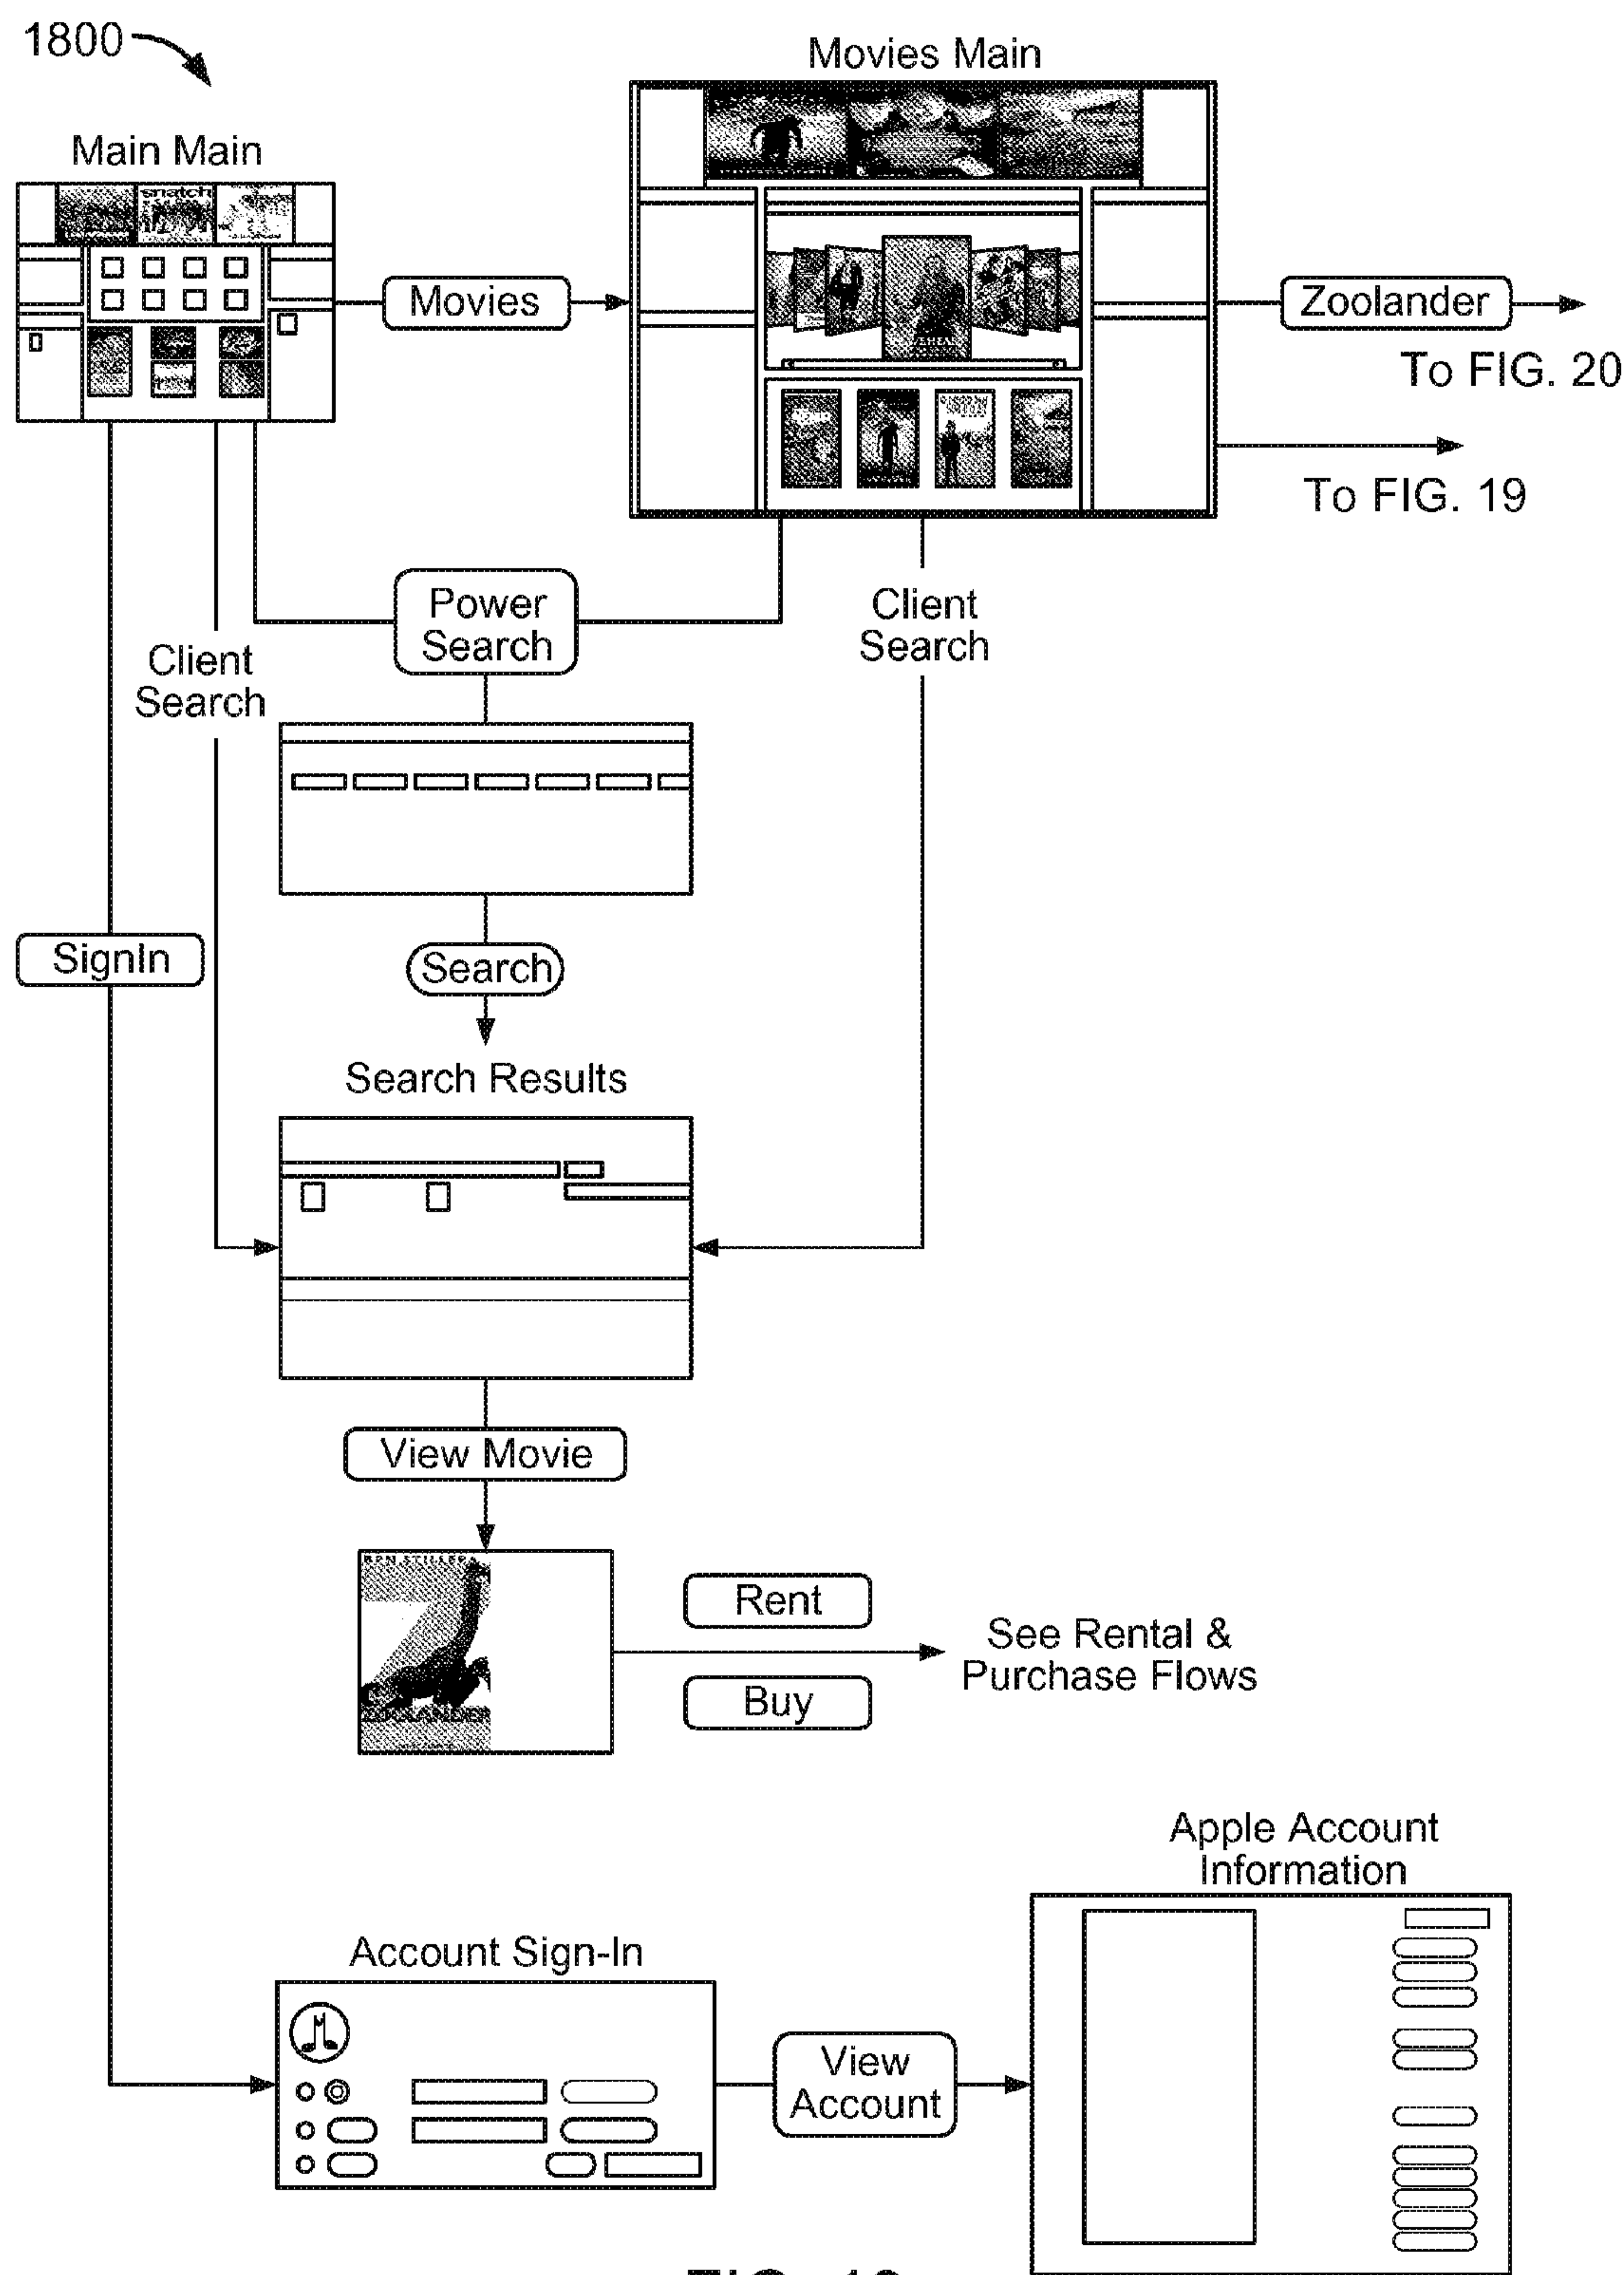 1800
Movies Main
Main Main
snatch
Movies
Zoolander
To FIG. 20
To FIG. 19
Power
Search
Client
Search
Client
Search
SignIn
Search
Search Results
View Movie
BEN STILLER
ZOOLANDER
Rent
See Rental &
Purchase Flows
Buy
Apple Account
Information
Account Sign-In
View
Account